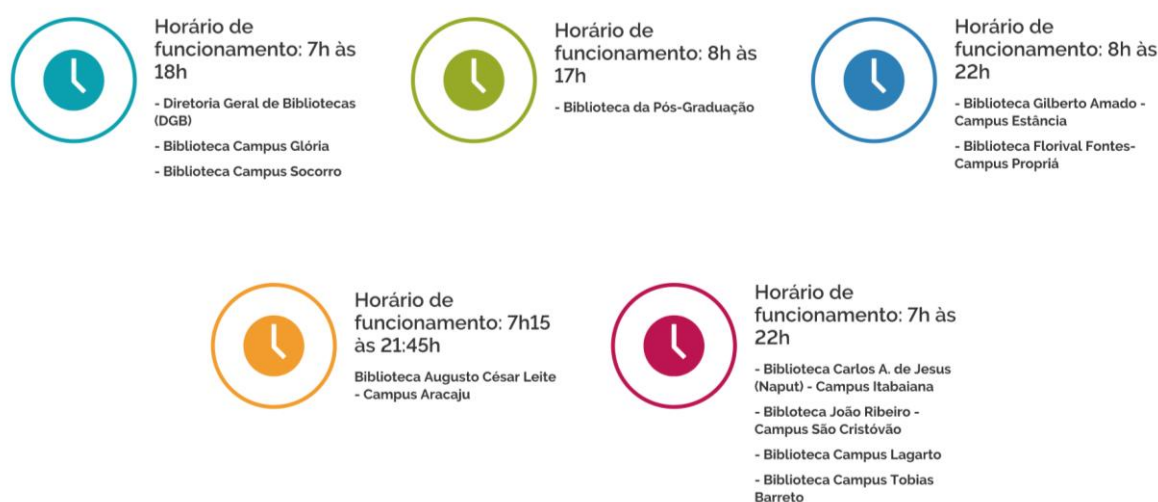 Horário de
funcionamento: 7h às
18h
- Diretoria Geral de Bibliotecas
(DGB)
- Biblioteca Campus Glória
- Biblioteca Campus Socorro
Horário de
funcionamento: 8h às
17h
- Biblioteca da Pós-Graduação
Horário de
funcionamento: 8h às
22h
- Biblioteca Gilberto Amado -
Campus Estância
- Biblioteca Florival Fontes-
Campus Propriá
Horário de
funcionamento: 7h15
às 21:45h
Biblioteca Augusto César Leite
- Campus Aracaju
Horário de
funcionamento: 7h às
22h
- Biblioteca Carlos A. de Jesus
(Naput) - Campus Itabaiana
- Bibloteca João Ribeiro -
Campus São Cristóvão
- Biblioteca Campus Lagarto
- Biblioteca Campus Tobias
Barreto